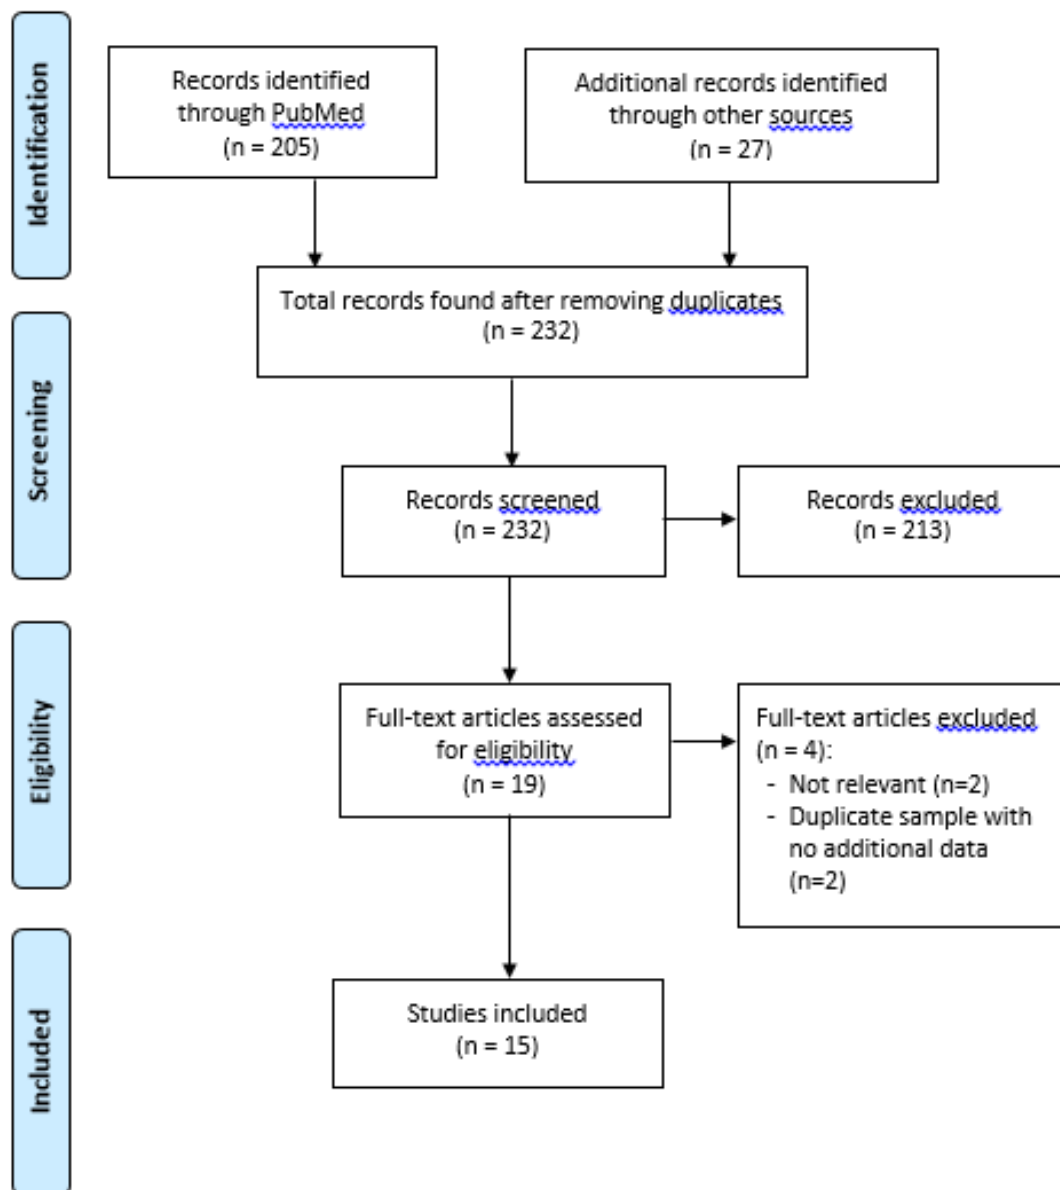 Identification
Records identified
through PubMed
(n = 205)
Additional records identified
through other sources
(n = 27)
Total records found after removing duplicates
(n = 232)
Screening
Records screened
(n = 232)
Records excluded
(n = 213)
Eligibility
Full-text articles assessed
for eligibility
(n = 19)
Full-text articles excluded
(n = 4):
- Not relevant (n=2)
- Duplicate sample with
no additional data
(n=2)
Included
Studies included
(n = 15)